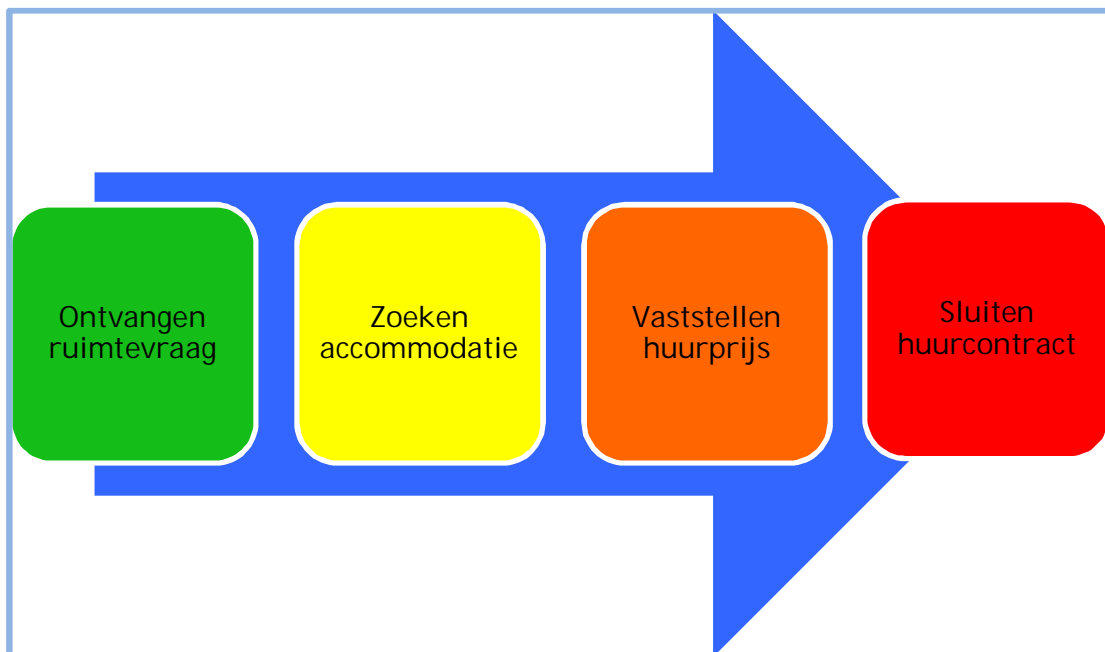 Ontvangen
ruimtevraag
Zoeken
accommodatie
Vaststellen
huurprijs
Sluiten
huurcontract